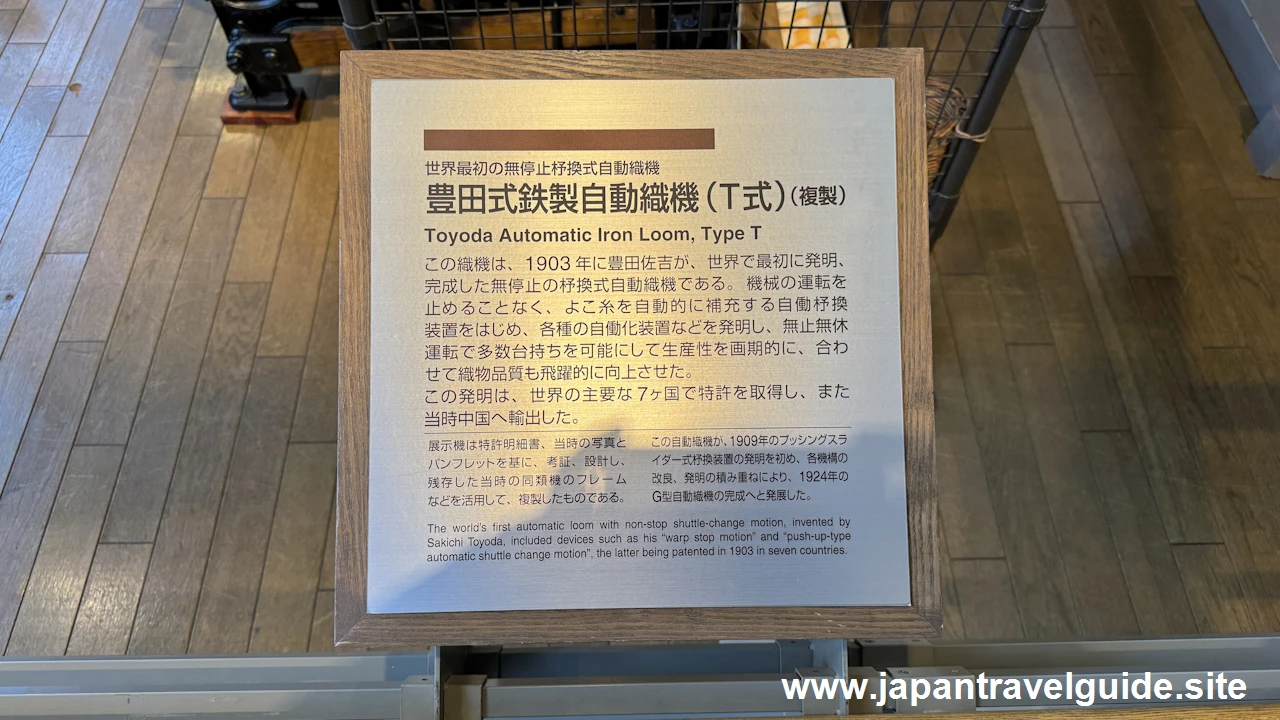 世界最初の無停止杼換式自動織機
豊田式鉄製自動織機(T式)(複製)
Toyoda Automatic Iron Loom, Type T
この織機は、1903年に豊田佐吉が、世界で最初に発明、
完成した無停止の杼換式自動織機である。機械の運転を
止めることなく、よこ糸を自動的に補充する自働杼換
装置をはじめ、各種の自働化装置などを発明し、無止無休
運転で多数台持ちを可能にして生産性を画期的に、合わ
せて織物品質も飛躍的に向上させた。
この発明は、世界の主要な7ヶ国で特許を取得し、また
当時中国へ輸出した。
展示機は特許明細書、当時の写真と
パンフレットを基に、考証、設計し、
残存した当時の同類機のフレーム
などを活用して、複製したものである。
この自動織機が、1909年のプッシングスラ
イダー式杼換装置の発明を初め、各機構の
改良、発明の積み重ねにより、1924年の
G型自動織機の完成へと発展した。
The world's first automatic loom with non-stop shuttle-change motion, invented by
Sakichi Toyoda, included devices such as his "warp stop motion" and "push-up-type
automatic shuttle change motion", the latter being patented in 1903 in seven countries.
www.japantravelguide.site